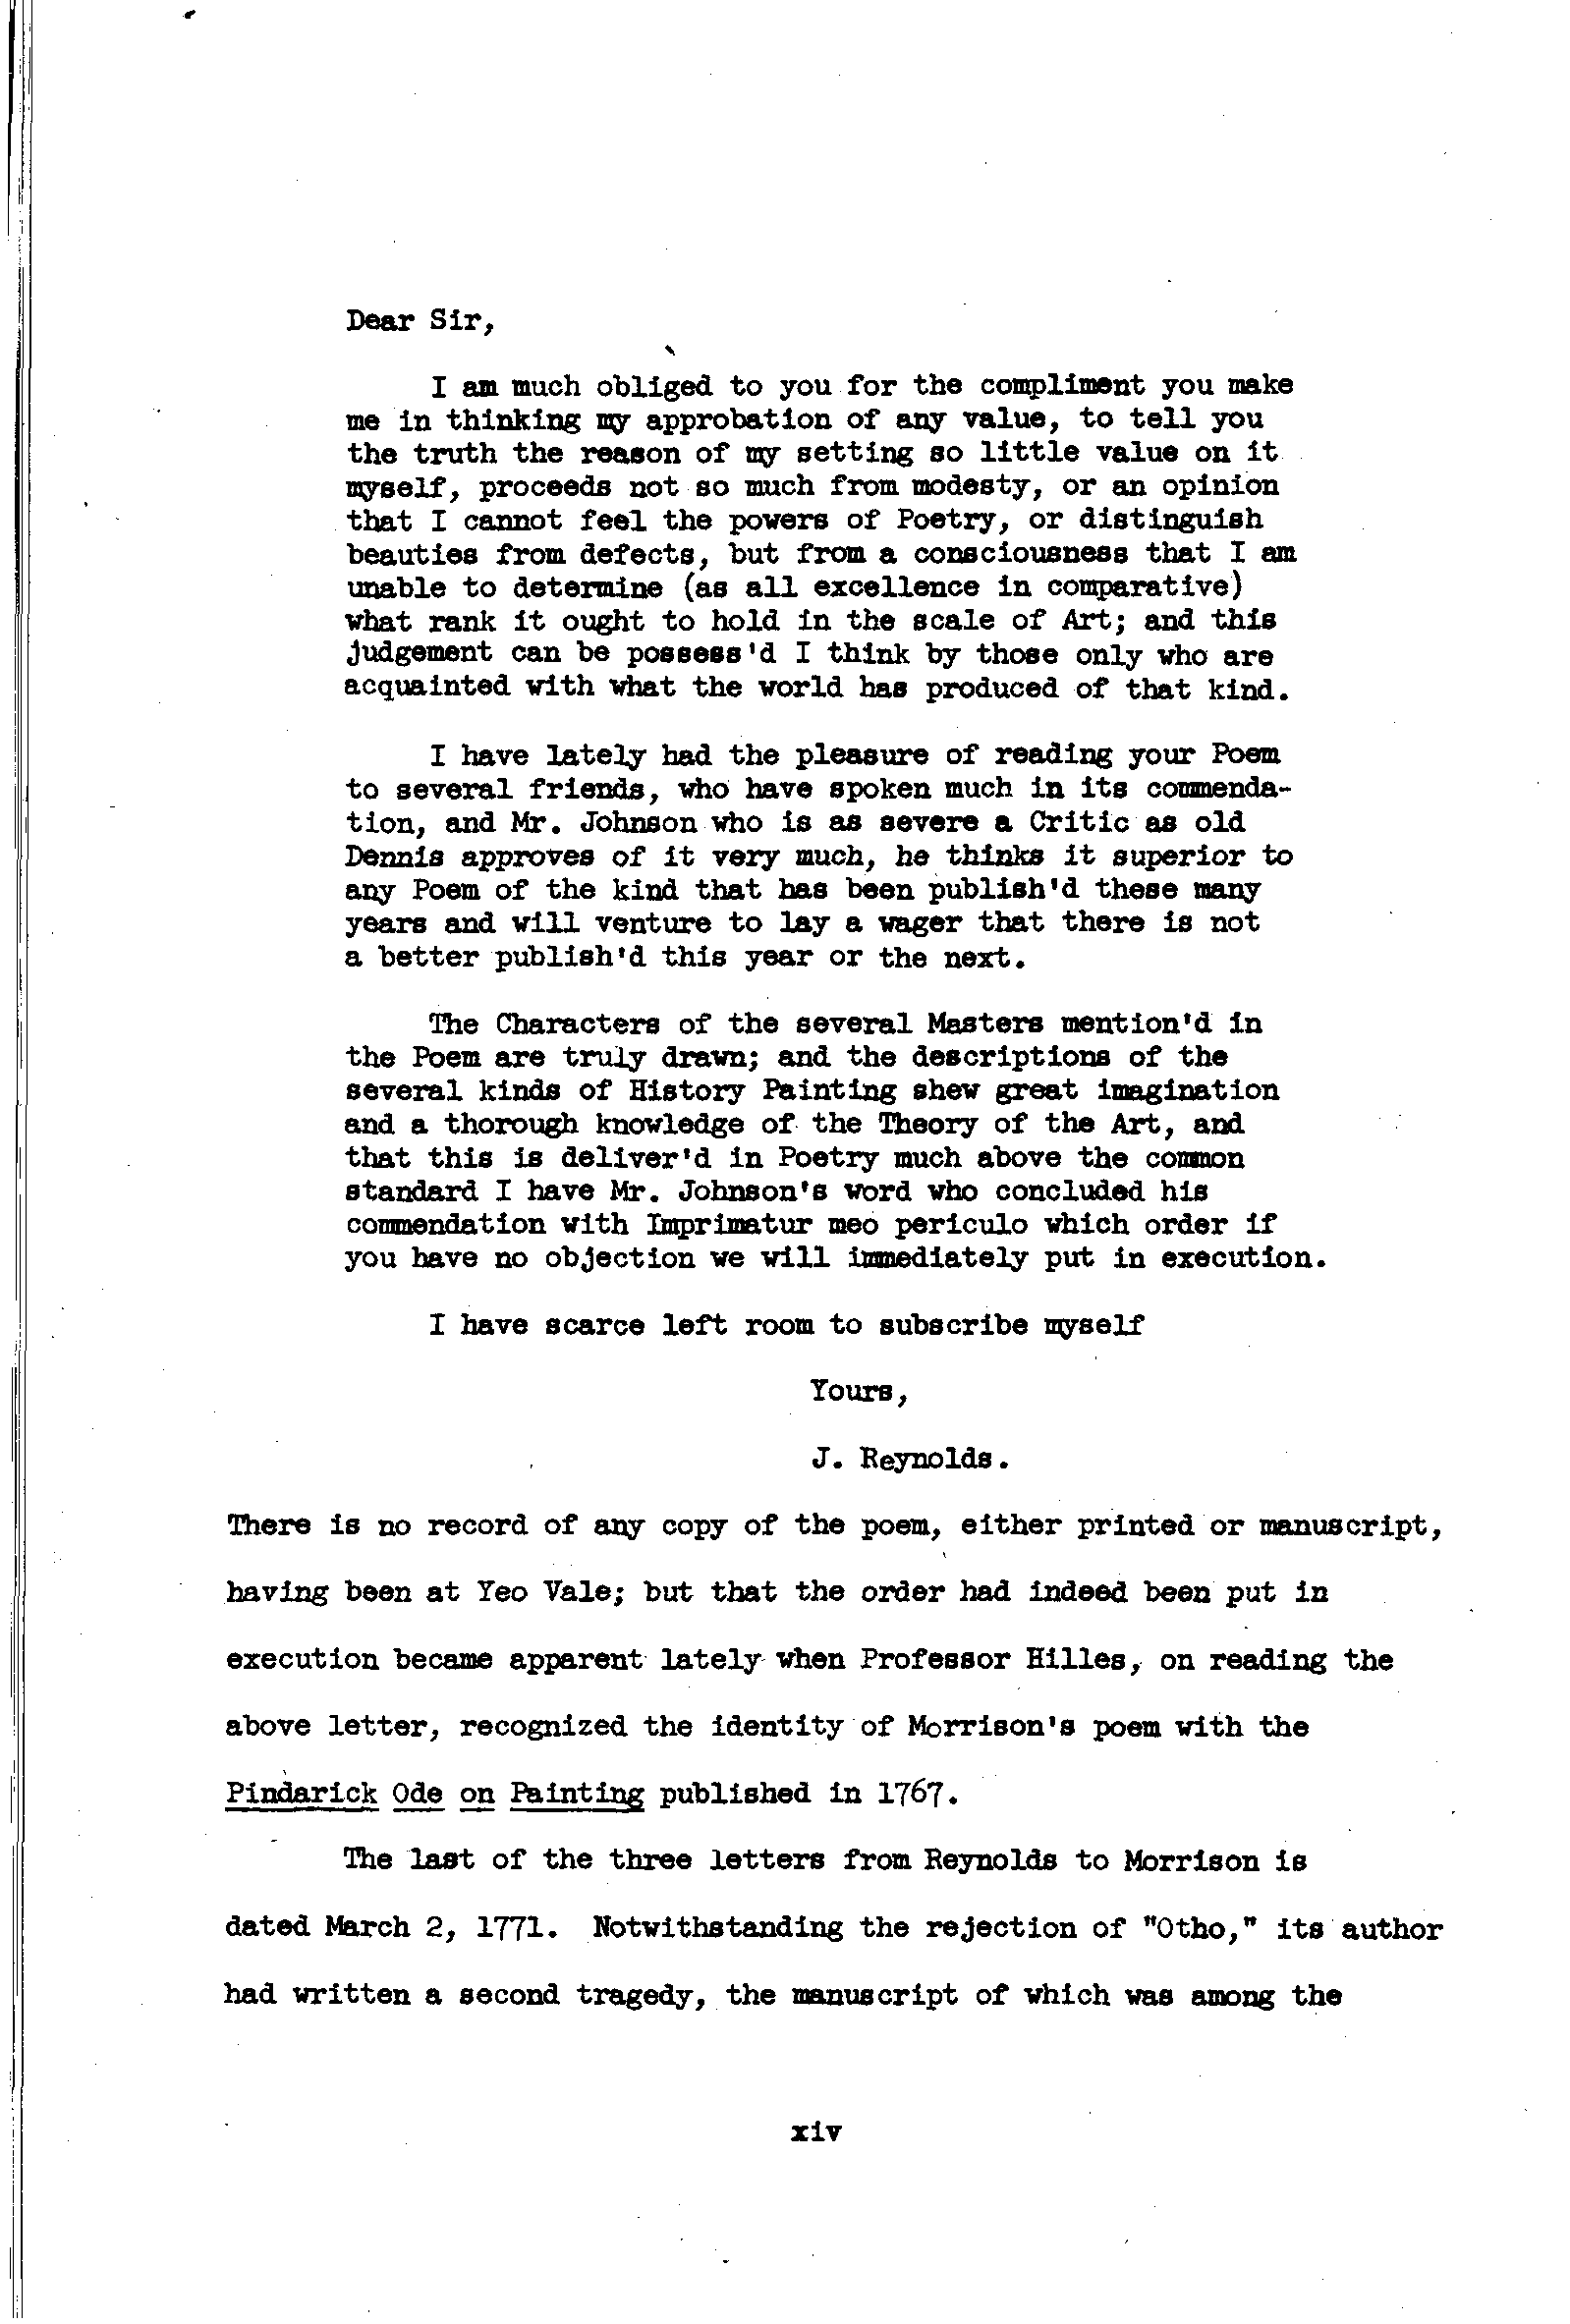 Dear Sir,
I am much obliged to you for the compliment you make
me in thinking my approbation of any value, to tell you
the truth the reason of my setting so little value on it
myself, proceeds not so much from modesty, or an opinion
that I cannot feel the powers of Poetry, or distinguish
beauties from defects, but from a consciousness that I am
unable to determine (as all excellence in comparative)
what rank it ought to hold in the scale of Art; and this
judgement can be possess'd I think by those only who are
acquainted with what the world has produced of that kind.
I have lately had the pleasure of reading your Poem
to several friends, who have spoken much in its commenda-
tion, and Mr. Johnson who is as severe a Critic as old
Dennis approves of it very much, he thinks it superior to
any Poem of the kind that has been publish'd these many
years and will venture to lay a wager that there is not
a better publish'd this year or the next.
The Characters of the several Masters mention'd in
the Poem are truly drawn; and the descriptions of the
several kinds of History Painting shew great imagination
and a thorough knowledge of the Theory of the Art, and
that this is deliver'd in Poetry much above the common
standard I have Mr. Johnson's word who concluded his
commendation with Imprimatur meo periculo which order if
you have no objection we will immediately put in execution.
I have scarce left room to subscribe myself
Yours,
J. Reynolds.
There is no record of any copy of the poem, either printed or manuscript,
having been at Yeo Vale; but that the order had indeed been put in
execution became apparent lately when Professor Hilles, on reading the
above letter, recognized the identity of Morrison's poem with the
Pindarick Ode on Painting published in 1767.
The last of the three letters from Reynolds to Morrison is
dated March 2, 1771. Notwithstanding the rejection of "Otho," its author
had written a second tragedy, the manuscript of which was among the
xiv